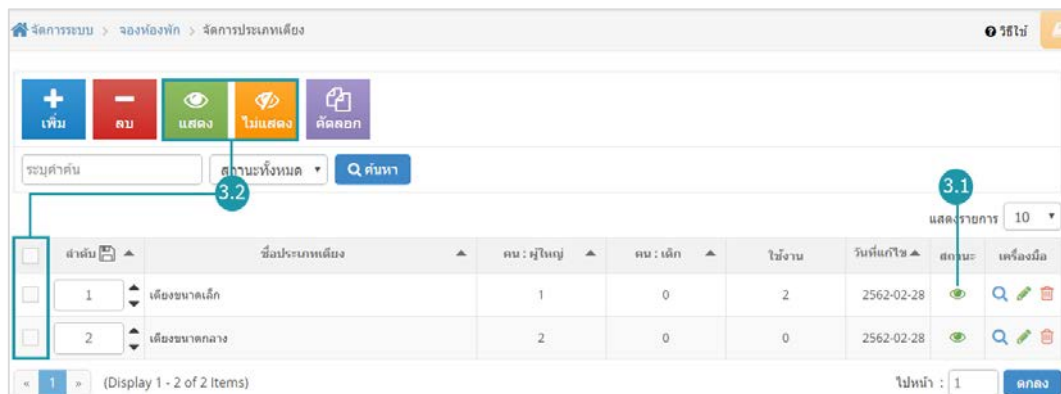 จัดการระบบ > จองห้องพัก > จัดการประเภทเตียง วิธีใช้
เพิ่ม ลบ แสดง ไม่แสดง คัดลอก
ระบุคำค้น สถานะทั้งหมด ค้นหา
3.2 3.1
แสดงรายการ 10
ลำดับ ชื่อประเภทเตียง คน : ผู้ใหญ่ คน : เด็ก ใช้งาน วันที่แก้ไข สถานะ เครื่องมือ
1 เตียงขนาดเล็ก 1 0 2 2562-02-28
2 เตียงขนาดกลาง 2 0 0 2562-02-28
« 1 » (Display 1 - 2 of 2 Items) ไปหน้า : 1 ตกลง